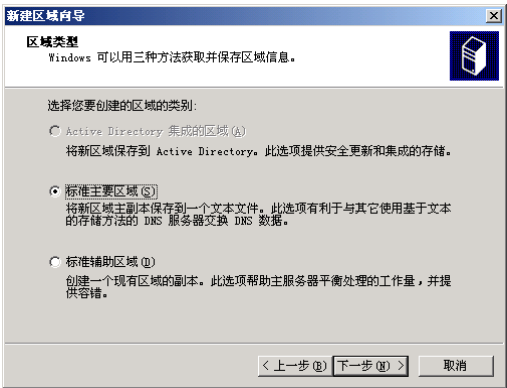 新建区域向导
区域类型
Windows 可以用三种方法获取并保存区域信息。
选择您要创建的区域的类别:
Active Directory 集成的区域(A)
将新区域保存到 Active Directory。此选项提供安全更新和集成的存储。
标准主要区域(S)
将新区域主副本保存到一个文本文件。此选项有利于与其它使用基于文本
的存储方法的 DNS 服务器交换 DNS 数据。
标准辅助区域(D)
创建一个现有区域的副本。此选项帮助主服务器平衡处理的工作量，并提
供容错。
< 上一步(B) 下一步(N) > 取消